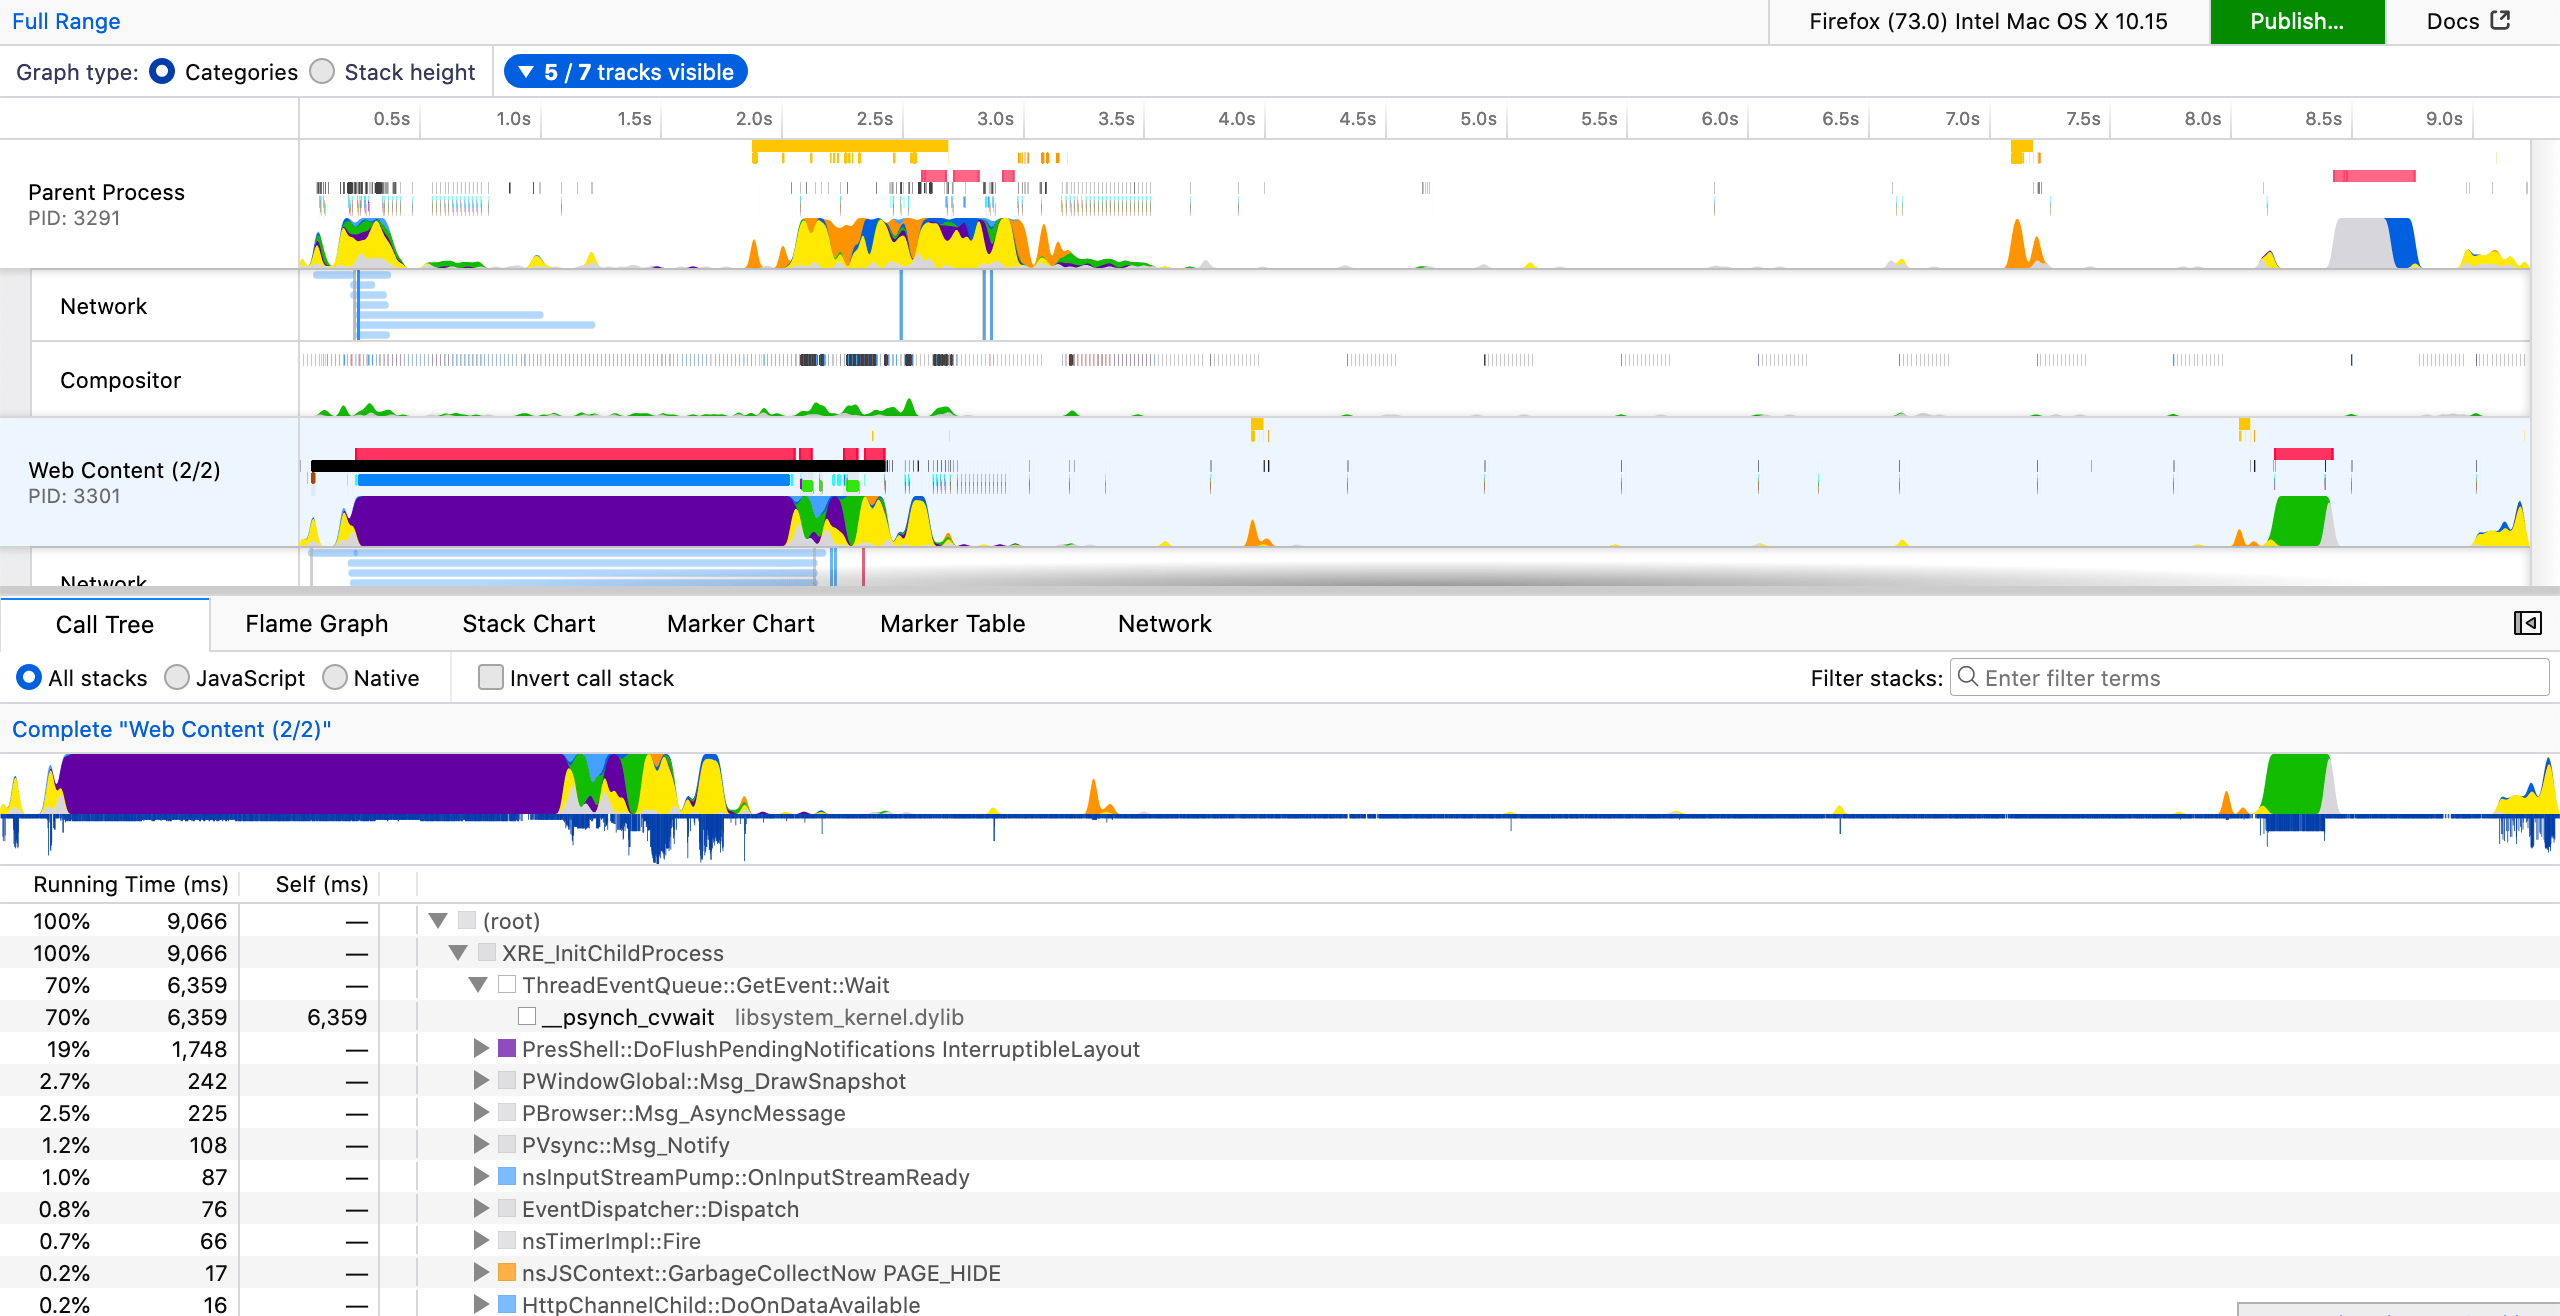 Full Range
Firefox (73.0) Intel Mac OS X 10.15
Publish...
Docs
Graph type: Categories Stack height
5 / 7 tracks visible
0.5s 1.0s 1.5s 2.0s 2.5s 3.0s 3.5s 4.0s 4.5s 5.0s 5.5s 6.0s 6.5s 7.0s 7.5s 8.0s 8.5s 9.0s
Parent Process
PID: 3291
Network
Compositor
Web Content (2/2)
PID: 3301
Network
Call Tree Flame Graph Stack Chart Marker Chart Marker Table Network
All stacks JavaScript Native Invert call stack
Filter stacks: Enter filter terms
Complete "Web Content (2/2)"
Running Time (ms) Self (ms)
100% 9,066 — (root)
100% 9,066 — XRE_InitChildProcess
70% 6,359 — ThreadEventQueue::GetEvent::Wait
70% 6,359 6,359 __psynch_cvwait libsystem_kernel.dylib
19% 1,748 — PresShell::DoFlushPendingNotifications InterruptibleLayout
2.7% 242 — PWindowGlobal::Msg_DrawSnapshot
2.5% 225 — PBrowser::Msg_AsyncMessage
1.2% 108 — PVsync::Msg_Notify
1.0% 87 — nsInputStreamPump::OnInputStreamReady
0.8% 76 — EventDispatcher::Dispatch
0.7% 66 — nsTimerImpl::Fire
0.2% 17 — nsJSContext::GarbageCollectNow PAGE_HIDE
0.2% 16 — HttpChannelChild::DoOnDataAvailable